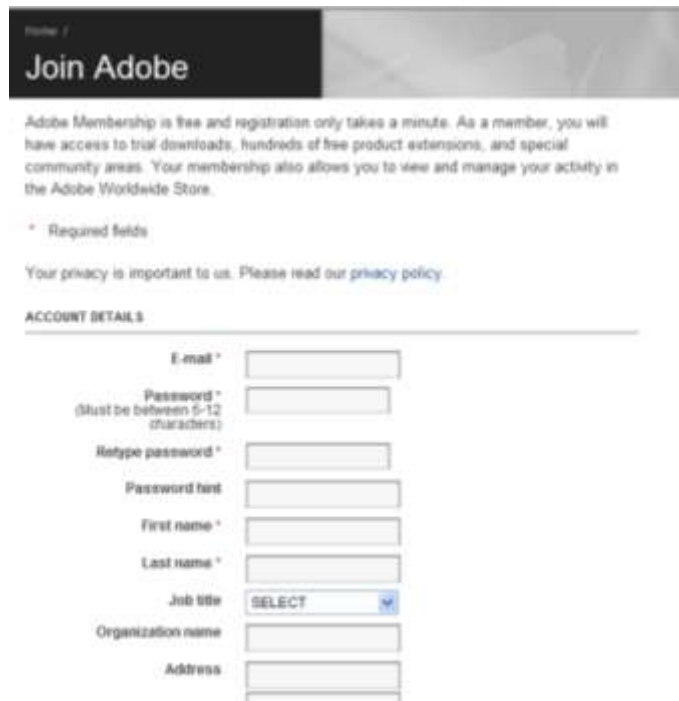 Home /
Join Adobe
Adobe Membership is free and registration only takes a minute. As a member, you will
have access to trial downloads, hundreds of free product extensions, and special
community areas. Your membership also allows you to view and manage your activity in
the Adobe Worldwide Store.
* Required fields
Your privacy is important to us. Please read our privacy policy.
ACCOUNT DETAILS
E-mail *
Password *
(Must be between 6-12
characters)
Retype password *
Password hint
First name *
Last name *
Job title SELECT
Organization name
Address